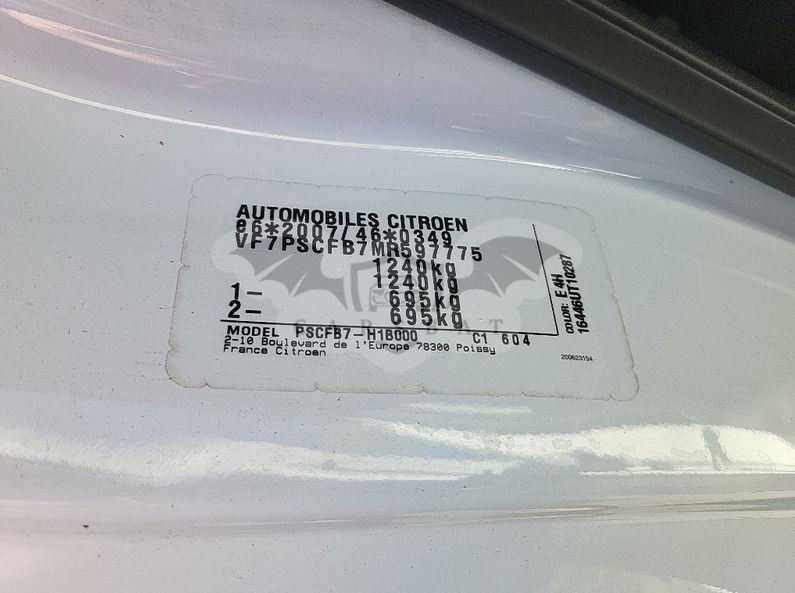 AUTOMOBILES CITROEN
e6*2007/46*0349
VF7PSCFB7MR597775
1240kg
1240kg
1- 695kg
2- 695kg
MODEL PSCFB7-H1B000 C1 604
2-10 Boulevard de l'Europe 78300 Poissy
France Citroen
COLOR: E 4H
16446UT10287
200623154